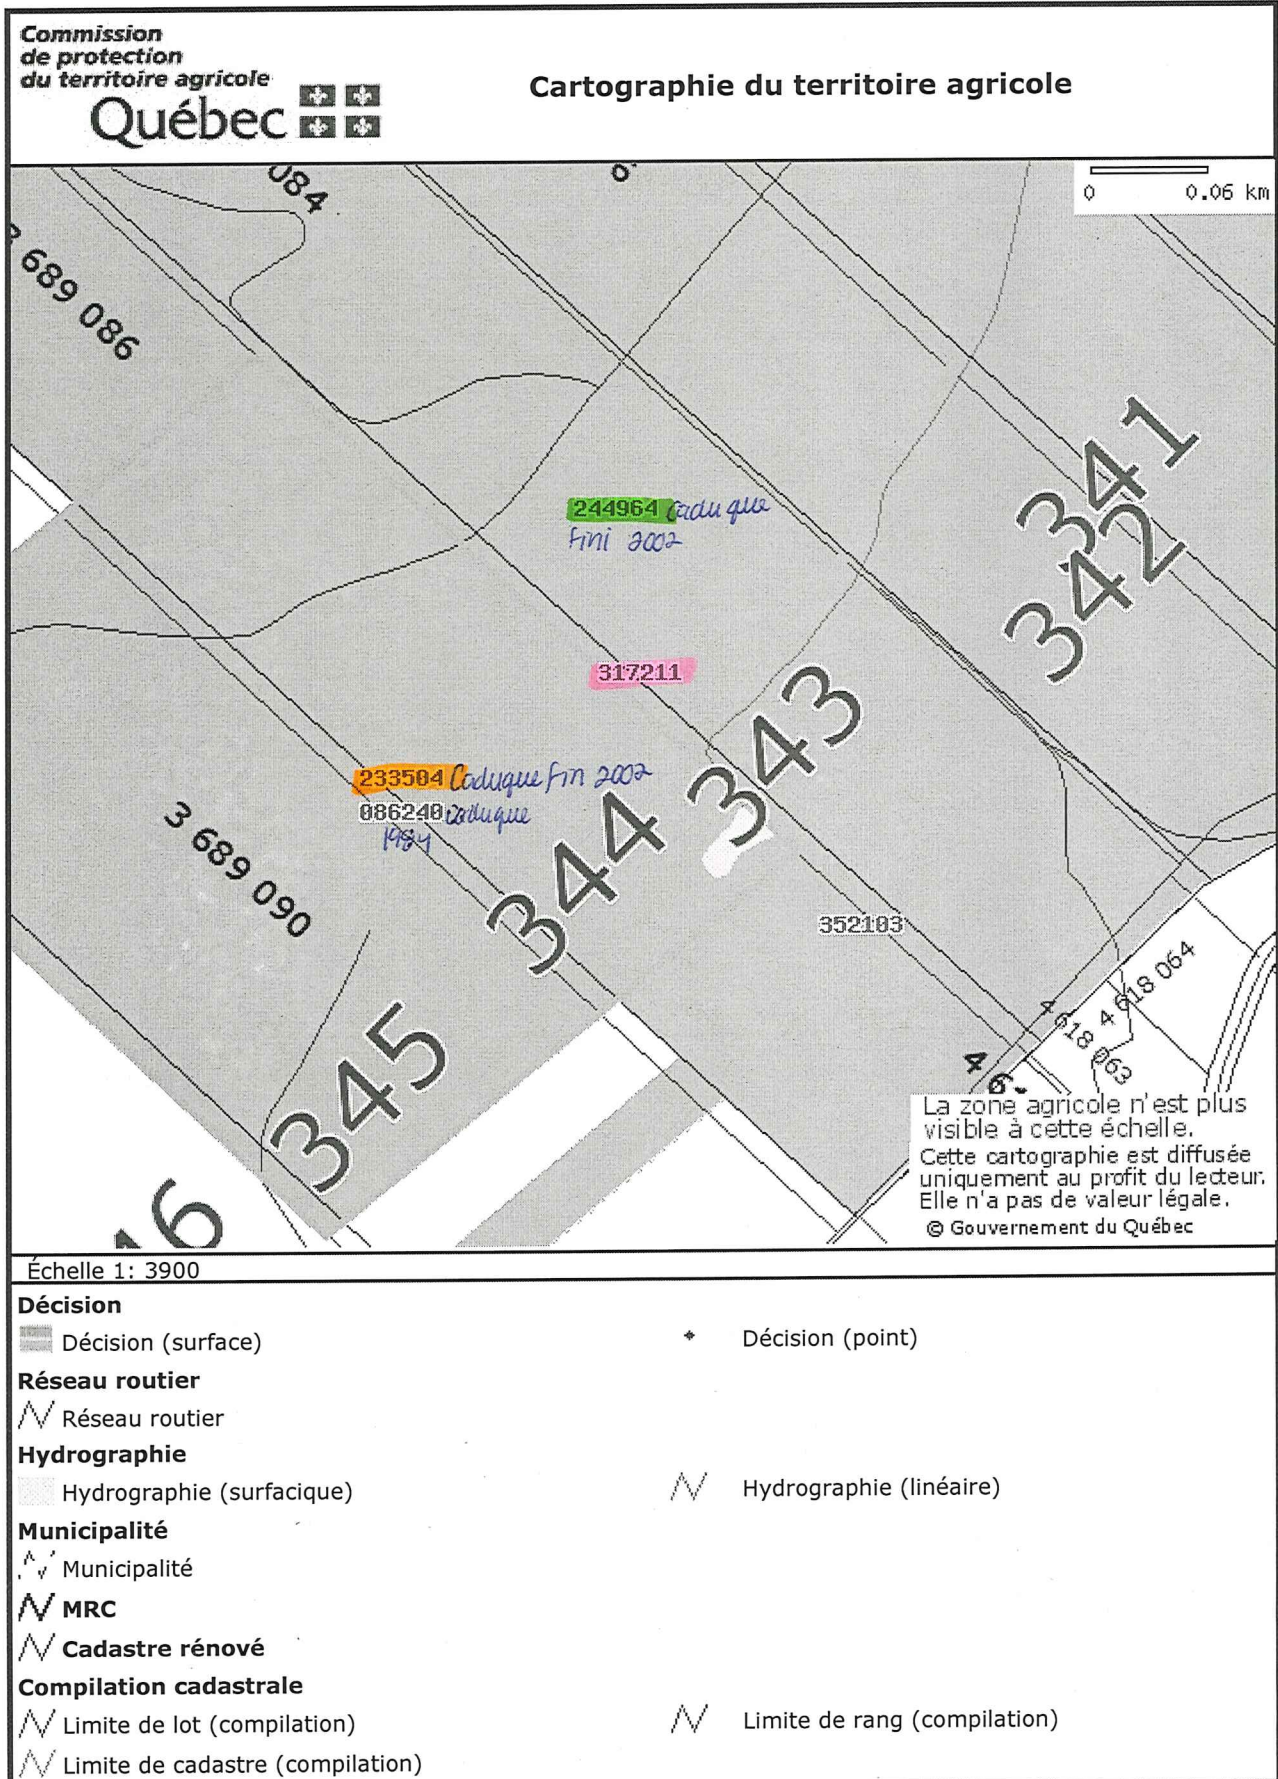 Commission
de protection
du territoire agricole
Québec
Cartographie du territoire agricole
0 0.06 km
084
689 086
341
342
244964 Caduque
Fini 2002
317211
343
233504 Caduque fin 2002
086240 caduque
1984
344
3 689 090
352103
345
4 618 064
4 618 063
4 6
46
La zone agricole n'est plus
visible à cette échelle.
Cette cartographie est diffusée
uniquement au profit du lecteur.
Elle n'a pas de valeur légale.
© Gouvernement du Québec
Échelle 1: 3900
Décision
Décision (surface)
Décision (point)
Réseau routier
Réseau routier
Hydrographie
Hydrographie (surfacique)
Hydrographie (linéaire)
Municipalité
Municipalité
MRC
Cadastre rénové
Compilation cadastrale
Limite de lot (compilation)
Limite de rang (compilation)
Limite de cadastre (compilation)